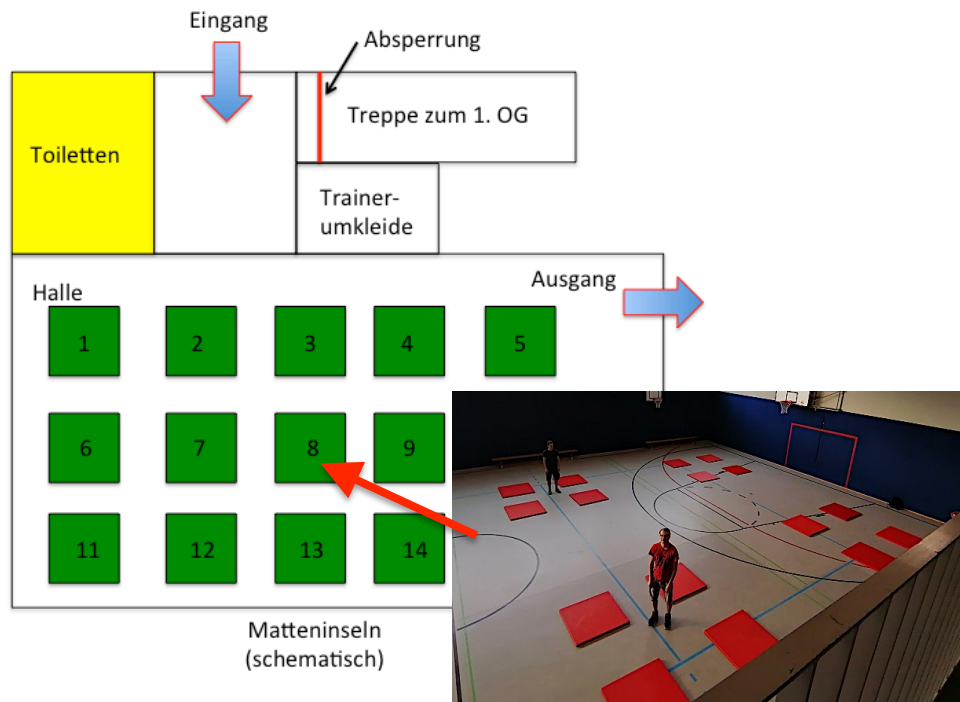 Eingang
Absperrung
Treppe zum 1. OG
Toiletten
Trainer-
umkleide
Ausgang
Halle
1 2 3 4 5
6 7 8 9
11 12 13 14
Matteninseln
(schematisch)